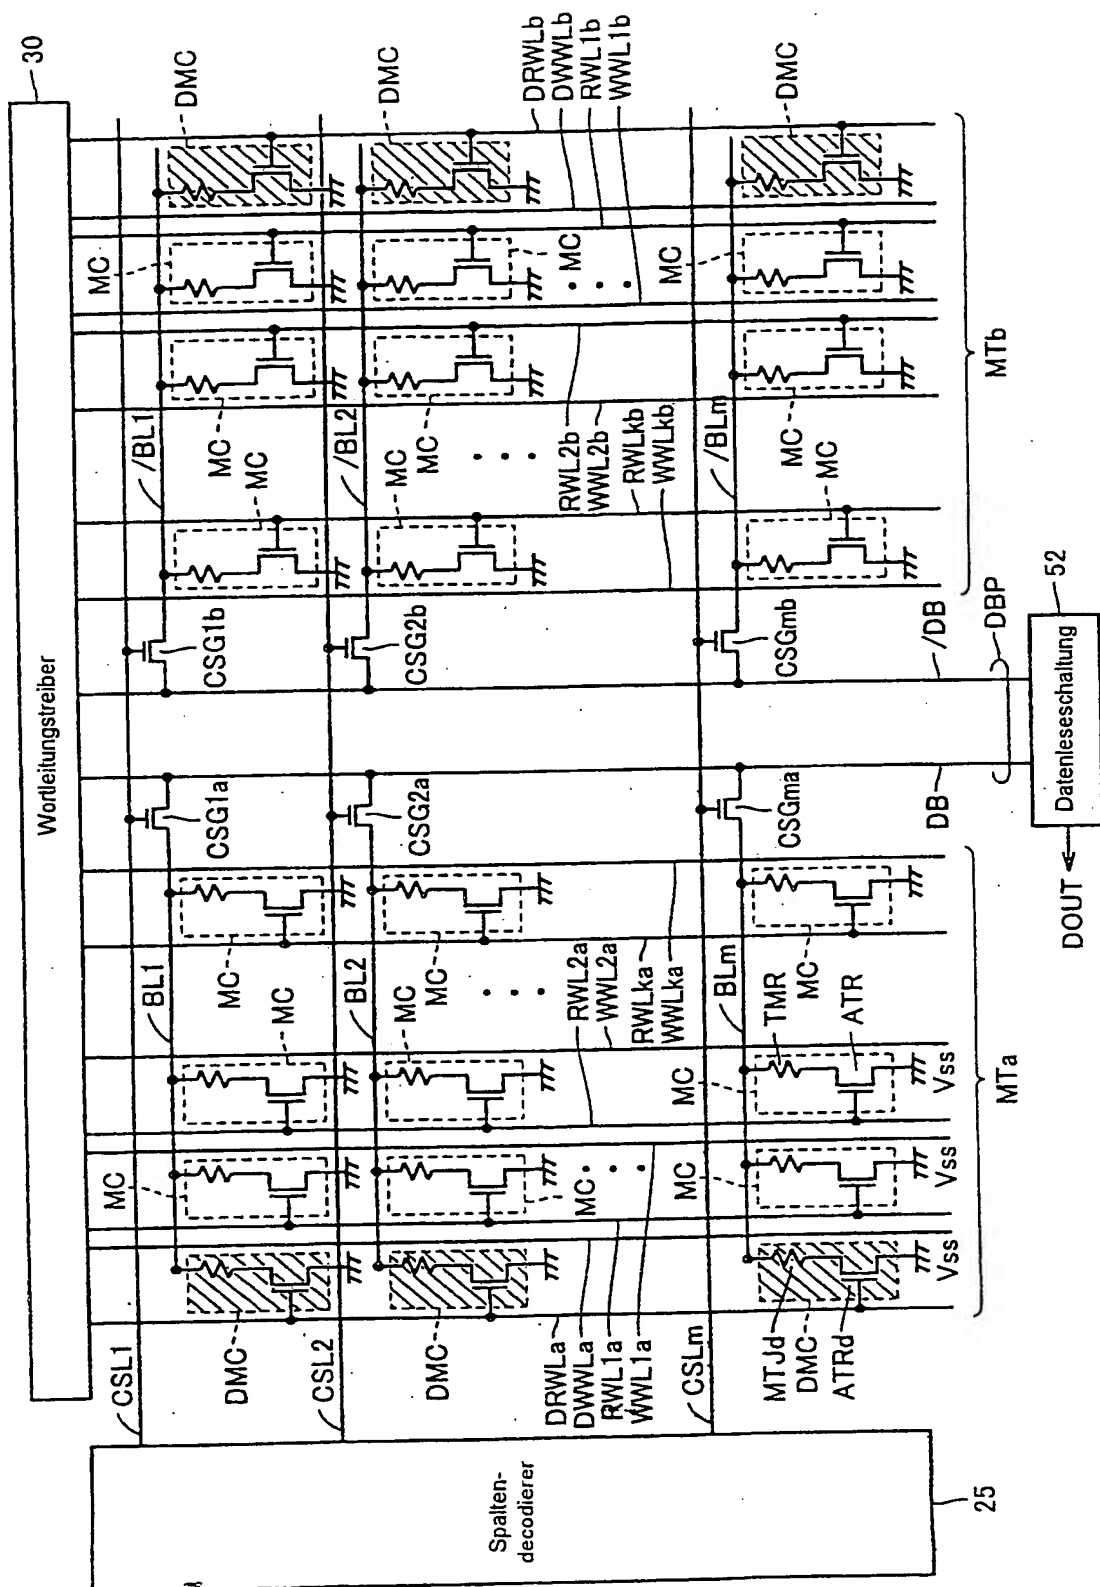 30
Wortleitungstreiber
CSL1
MC
BL1
CSG1a
CSG1b
/BL1
MC
DMC
DMC
MC
MC
MC
MC
CSL2
BL2
CSG2a
CSG2b
/BL2
MC
MC
MC
MC
DMC
DMC
MC
MC
MC
MC
Spalten-
decodierer
DRWLa
DWWLa
RWL1a
WWL1a
RWL2a
WWL2a
RWLka
WWLka
RWL2b
WWL2b
RWLkb
WWLkb
DRWLb
DWWLb
RWL1b
WWL1b
CSLm
MC
MC
BLm
CSGma
CSGmb
/BLm
MC
DMC
MTJd
DMC
ATRd
TMR
MC
ATR
MC
MC
Vss
Vss
Vss
DB
/DB
DBP
25
MTa
MTb
DOUT
Datenleseschaltung
52